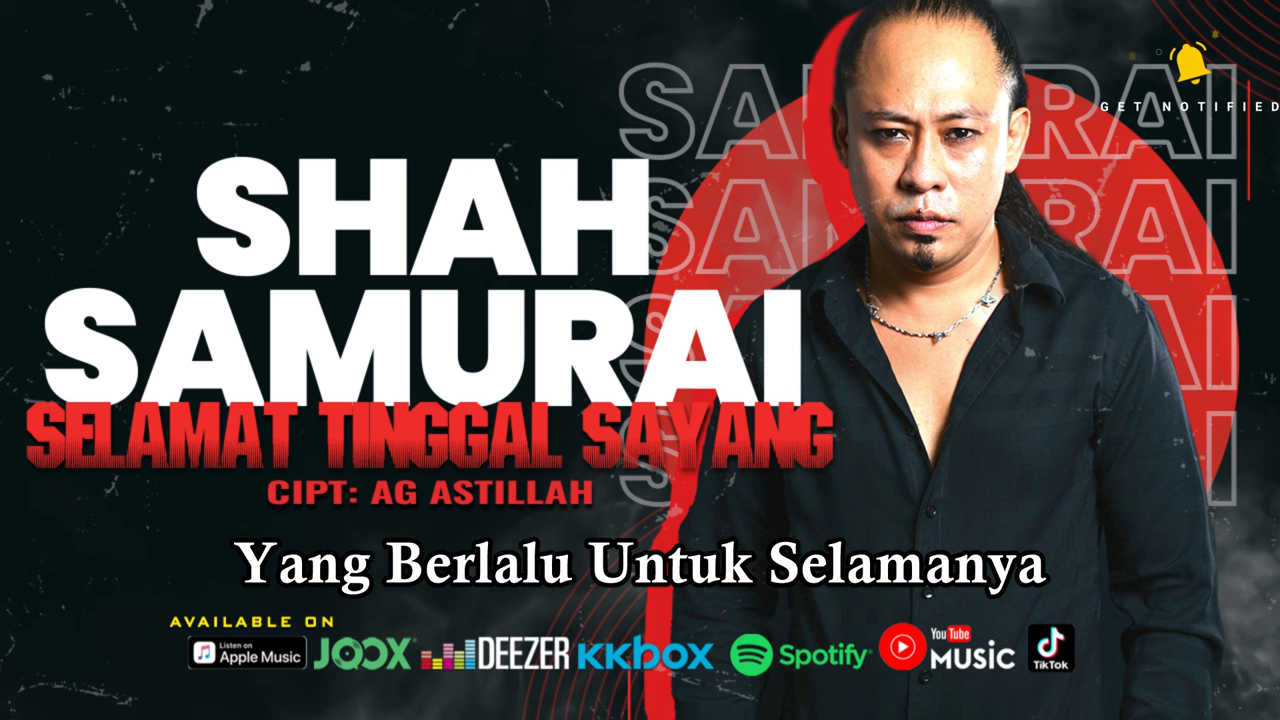 SAMURAI
SAMURAI
SAMURAI
SAMURAI
GET NOTIFIED
SHAH
SAMURAI
SELAMAT TINGGAL SAYANG
CIPT: AG ASTILLAH
Yang Berlalu Untuk Selamanya
AVAILABLE ON
Listen on
Apple Music
JOOX
DEEZER
KKBOX
Spotify
YouTube
MUSIC
TikTok